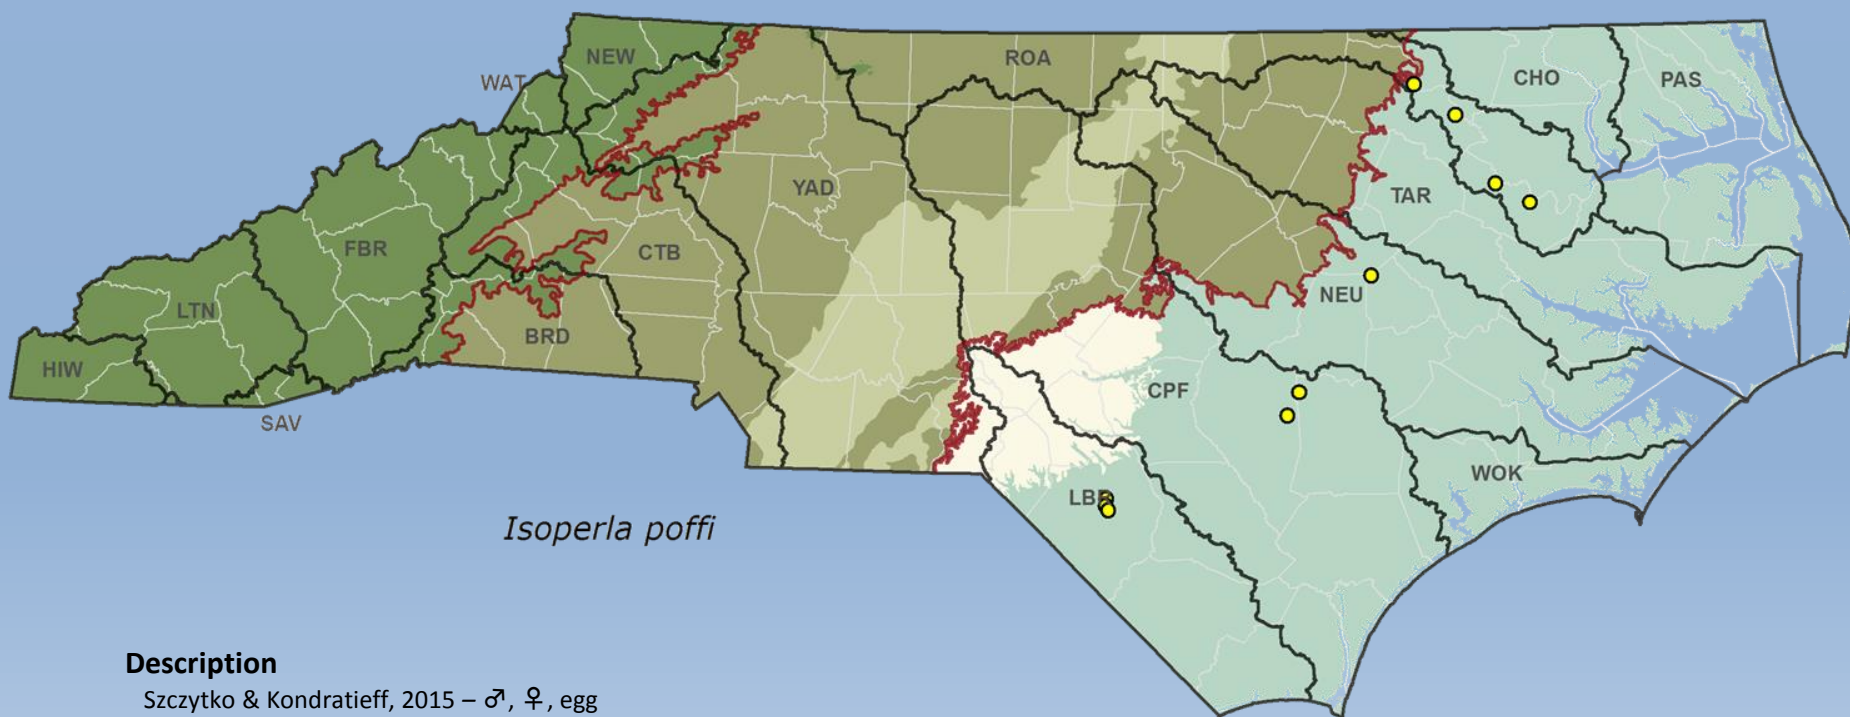 NEW
WAT
ROA
CHO
PAS
YAD
TAR
FBR
CTB
LTN
NEU
BRD
HIW
CPF
SAV
WOK
LBR
Isoperla poffi
Description
Szczytko & Kondratieff, 2015 – ♂, ♀, egg